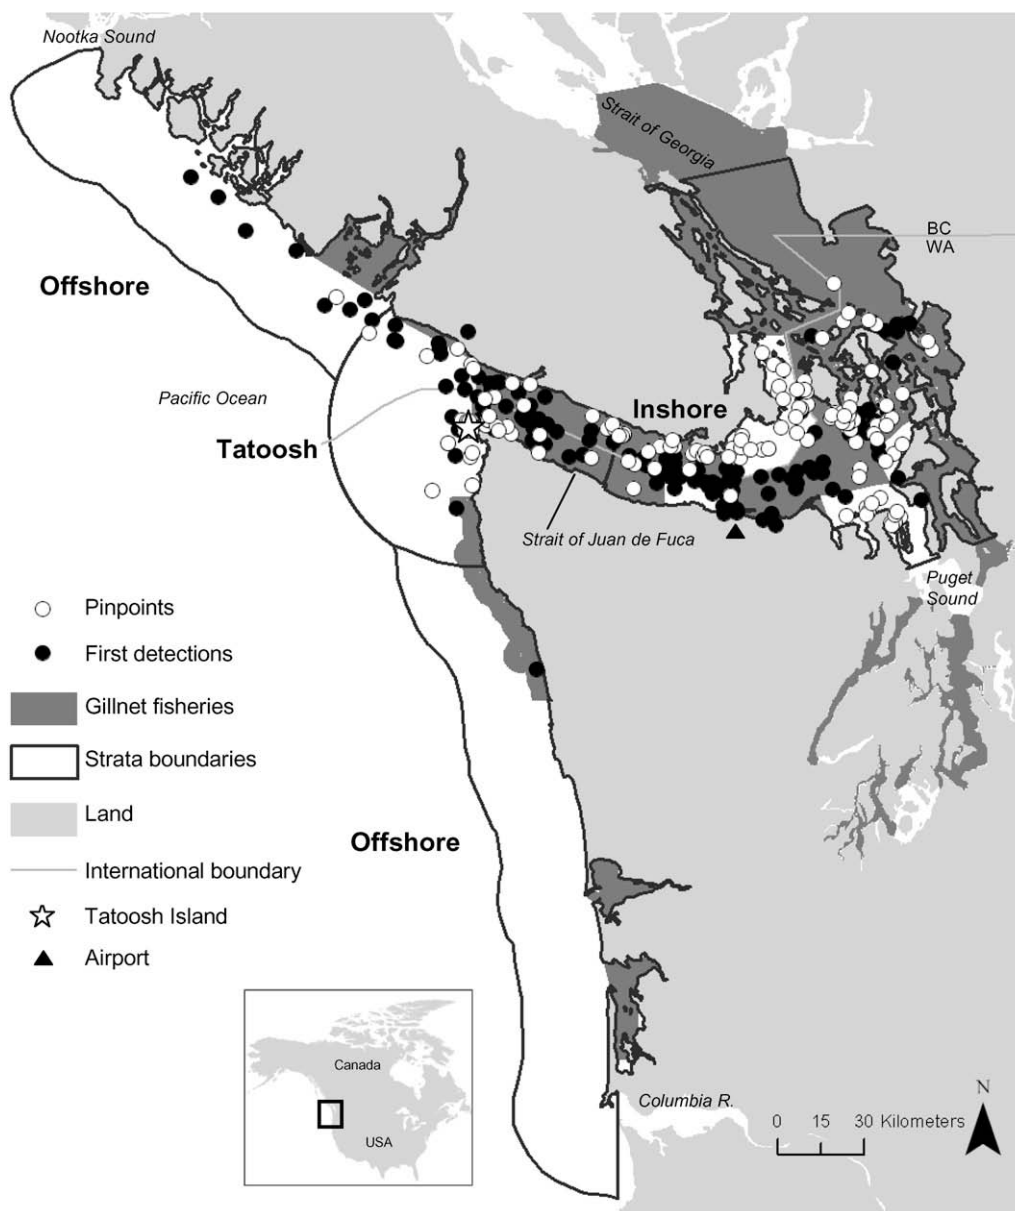 Nootka Sound
Strait of Georgia
BC
WA
Offshore
Pacific Ocean
Inshore
Tatoosh
Strait of Juan de Fuca
Puget
Sound
Pinpoints
First detections
Gillnet fisheries
Strata boundaries
Land
Offshore
International boundary
Tatoosh Island
Airport
Canada
USA
Columbia R.
N
0 15 30 Kilometers